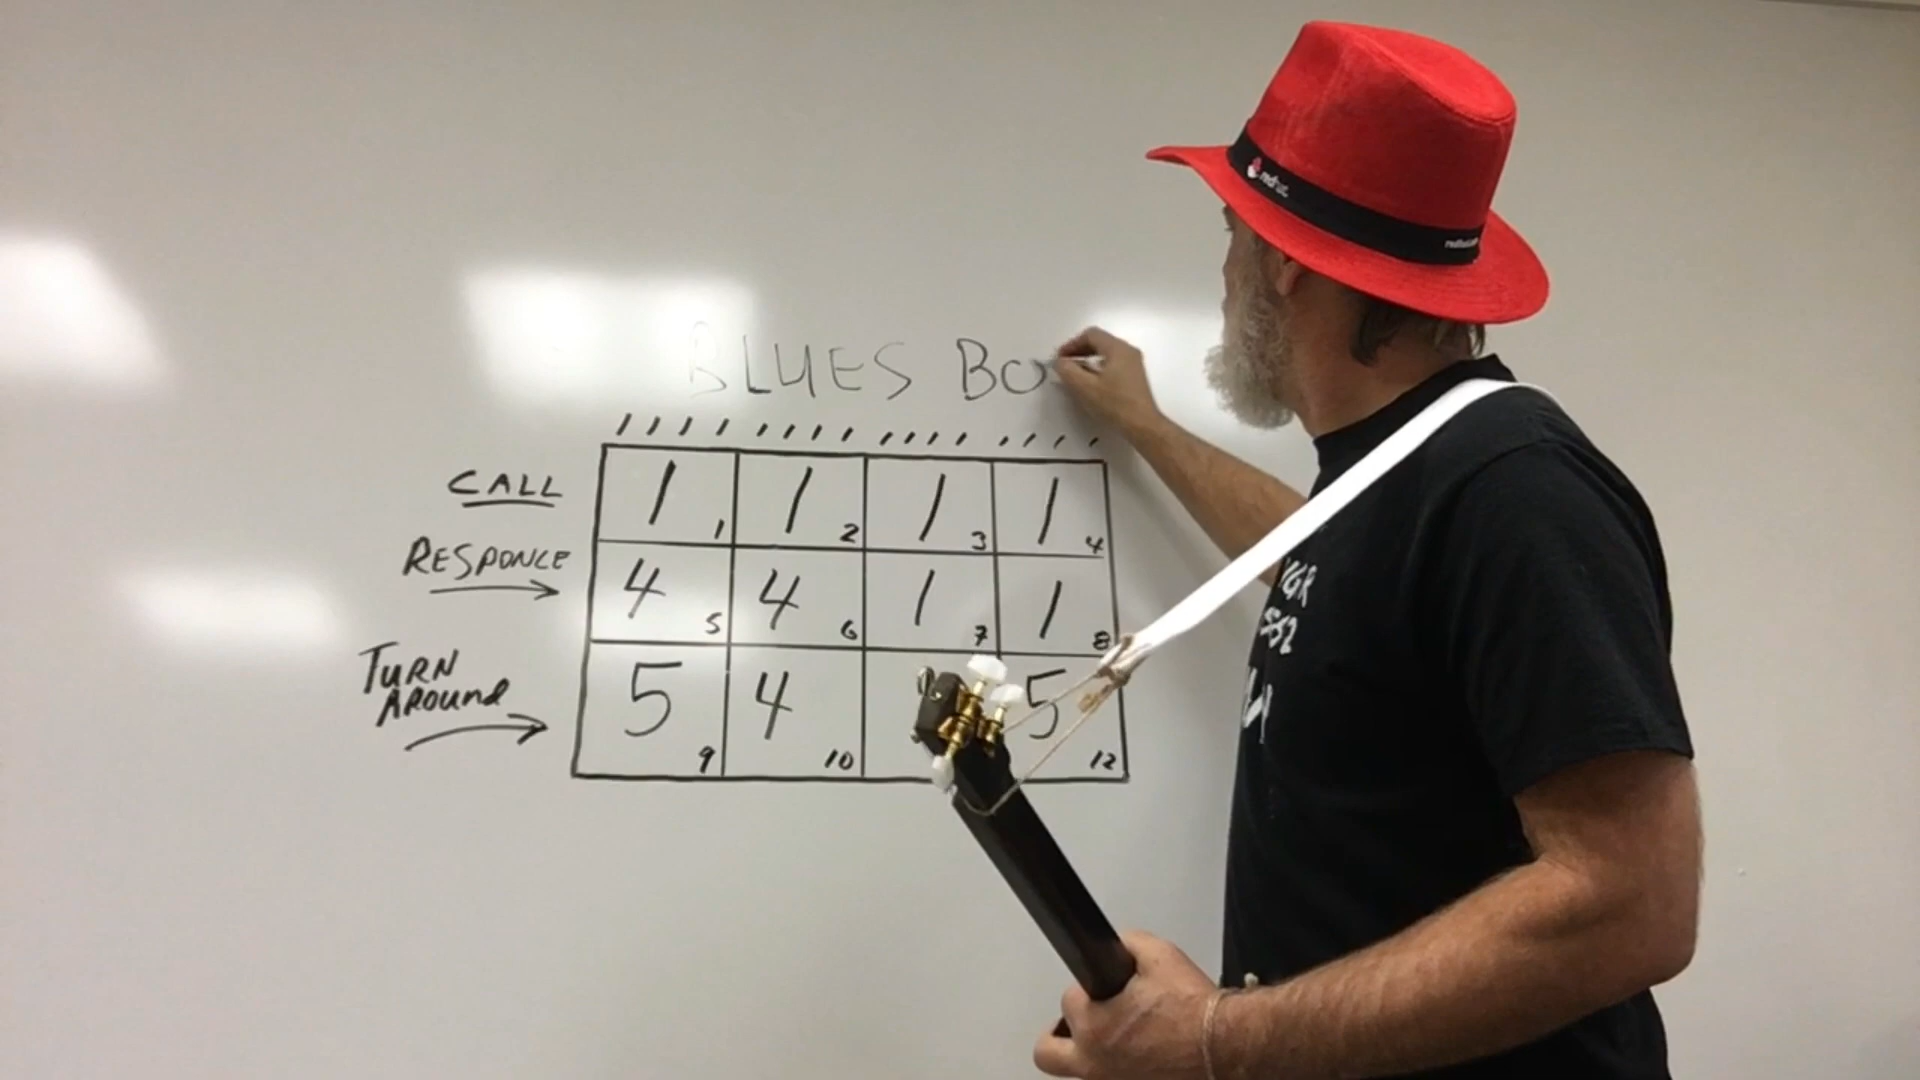 BLUES BO
CALL
RESPONCE
TURN
AROUND
1 1 1 1
1 2 3 4
4 4 1 1
5 6 7 8
5 4 5
9 10 12
redhat.